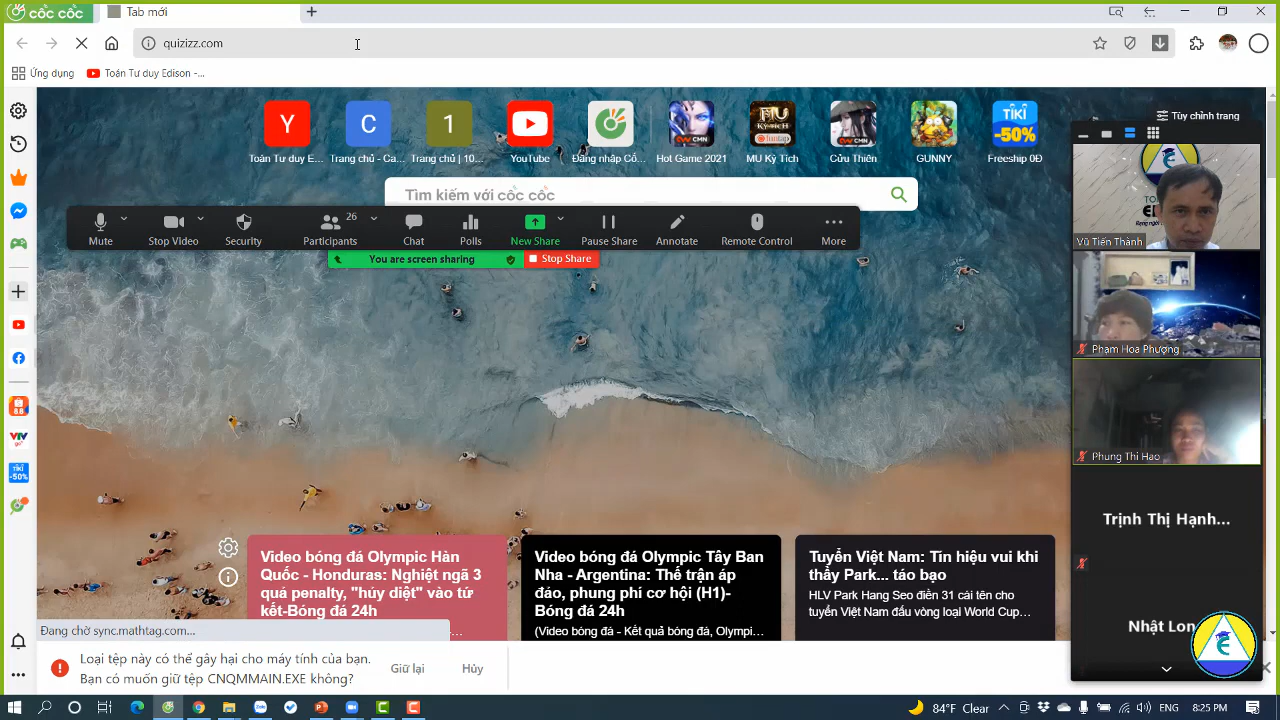 cốc cốc
Tab mới
quizizz.com
Ứng dụng
Toán Tư duy Edison -...
Y
C
1
Toán Tư duy E...
Trang chủ - Ca...
Trang chủ | 10...
YouTube
Đăng nhập Cố...
Hot Game 2021
MU Kỳ Tích
Cửu Thiên
GUNNY
Freeship 0Đ
TIKI
-50%
Tùy chỉnh trang
Tìm kiếm với cốc cốc
Mute
Stop Video
Security
Participants
26
Chat
Polls
New Share
Pause Share
Annotate
Remote Control
More
You are screen sharing
Stop Share
Vũ Tiến Thành
Phạm Hoa Phượng
Phung Thi Hao
Trịnh Thị Hạnh...
Nhật Lon
Video bóng đá Olympic Hàn
Quốc - Honduras: Nghiệt ngã 3
quả penalty, "hủy diệt" vào tứ
kết-Bóng đá 24h
Video bóng đá Olympic Tây Ban
Nha - Argentina: Thế trận áp
đảo, phung phí cơ hội (H1)-
Bóng đá 24h
(Video bóng đá - Kết quả bóng đá, Olympi...
Tuyển Việt Nam: Tín hiệu vui khi
thầy Park... táo bạo
HLV Park Hang Seo điền 31 cái tên cho
tuyển Việt Nam đấu vòng loại World Cup...
Đang chờ sync.mathtag.com...
Loại tệp này có thể gây hại cho máy tính của bạn.
Bạn có muốn giữ tệp CNQMMAIN.EXE không?
Giữ lại
Hủy
84°F Clear
8:25 PM